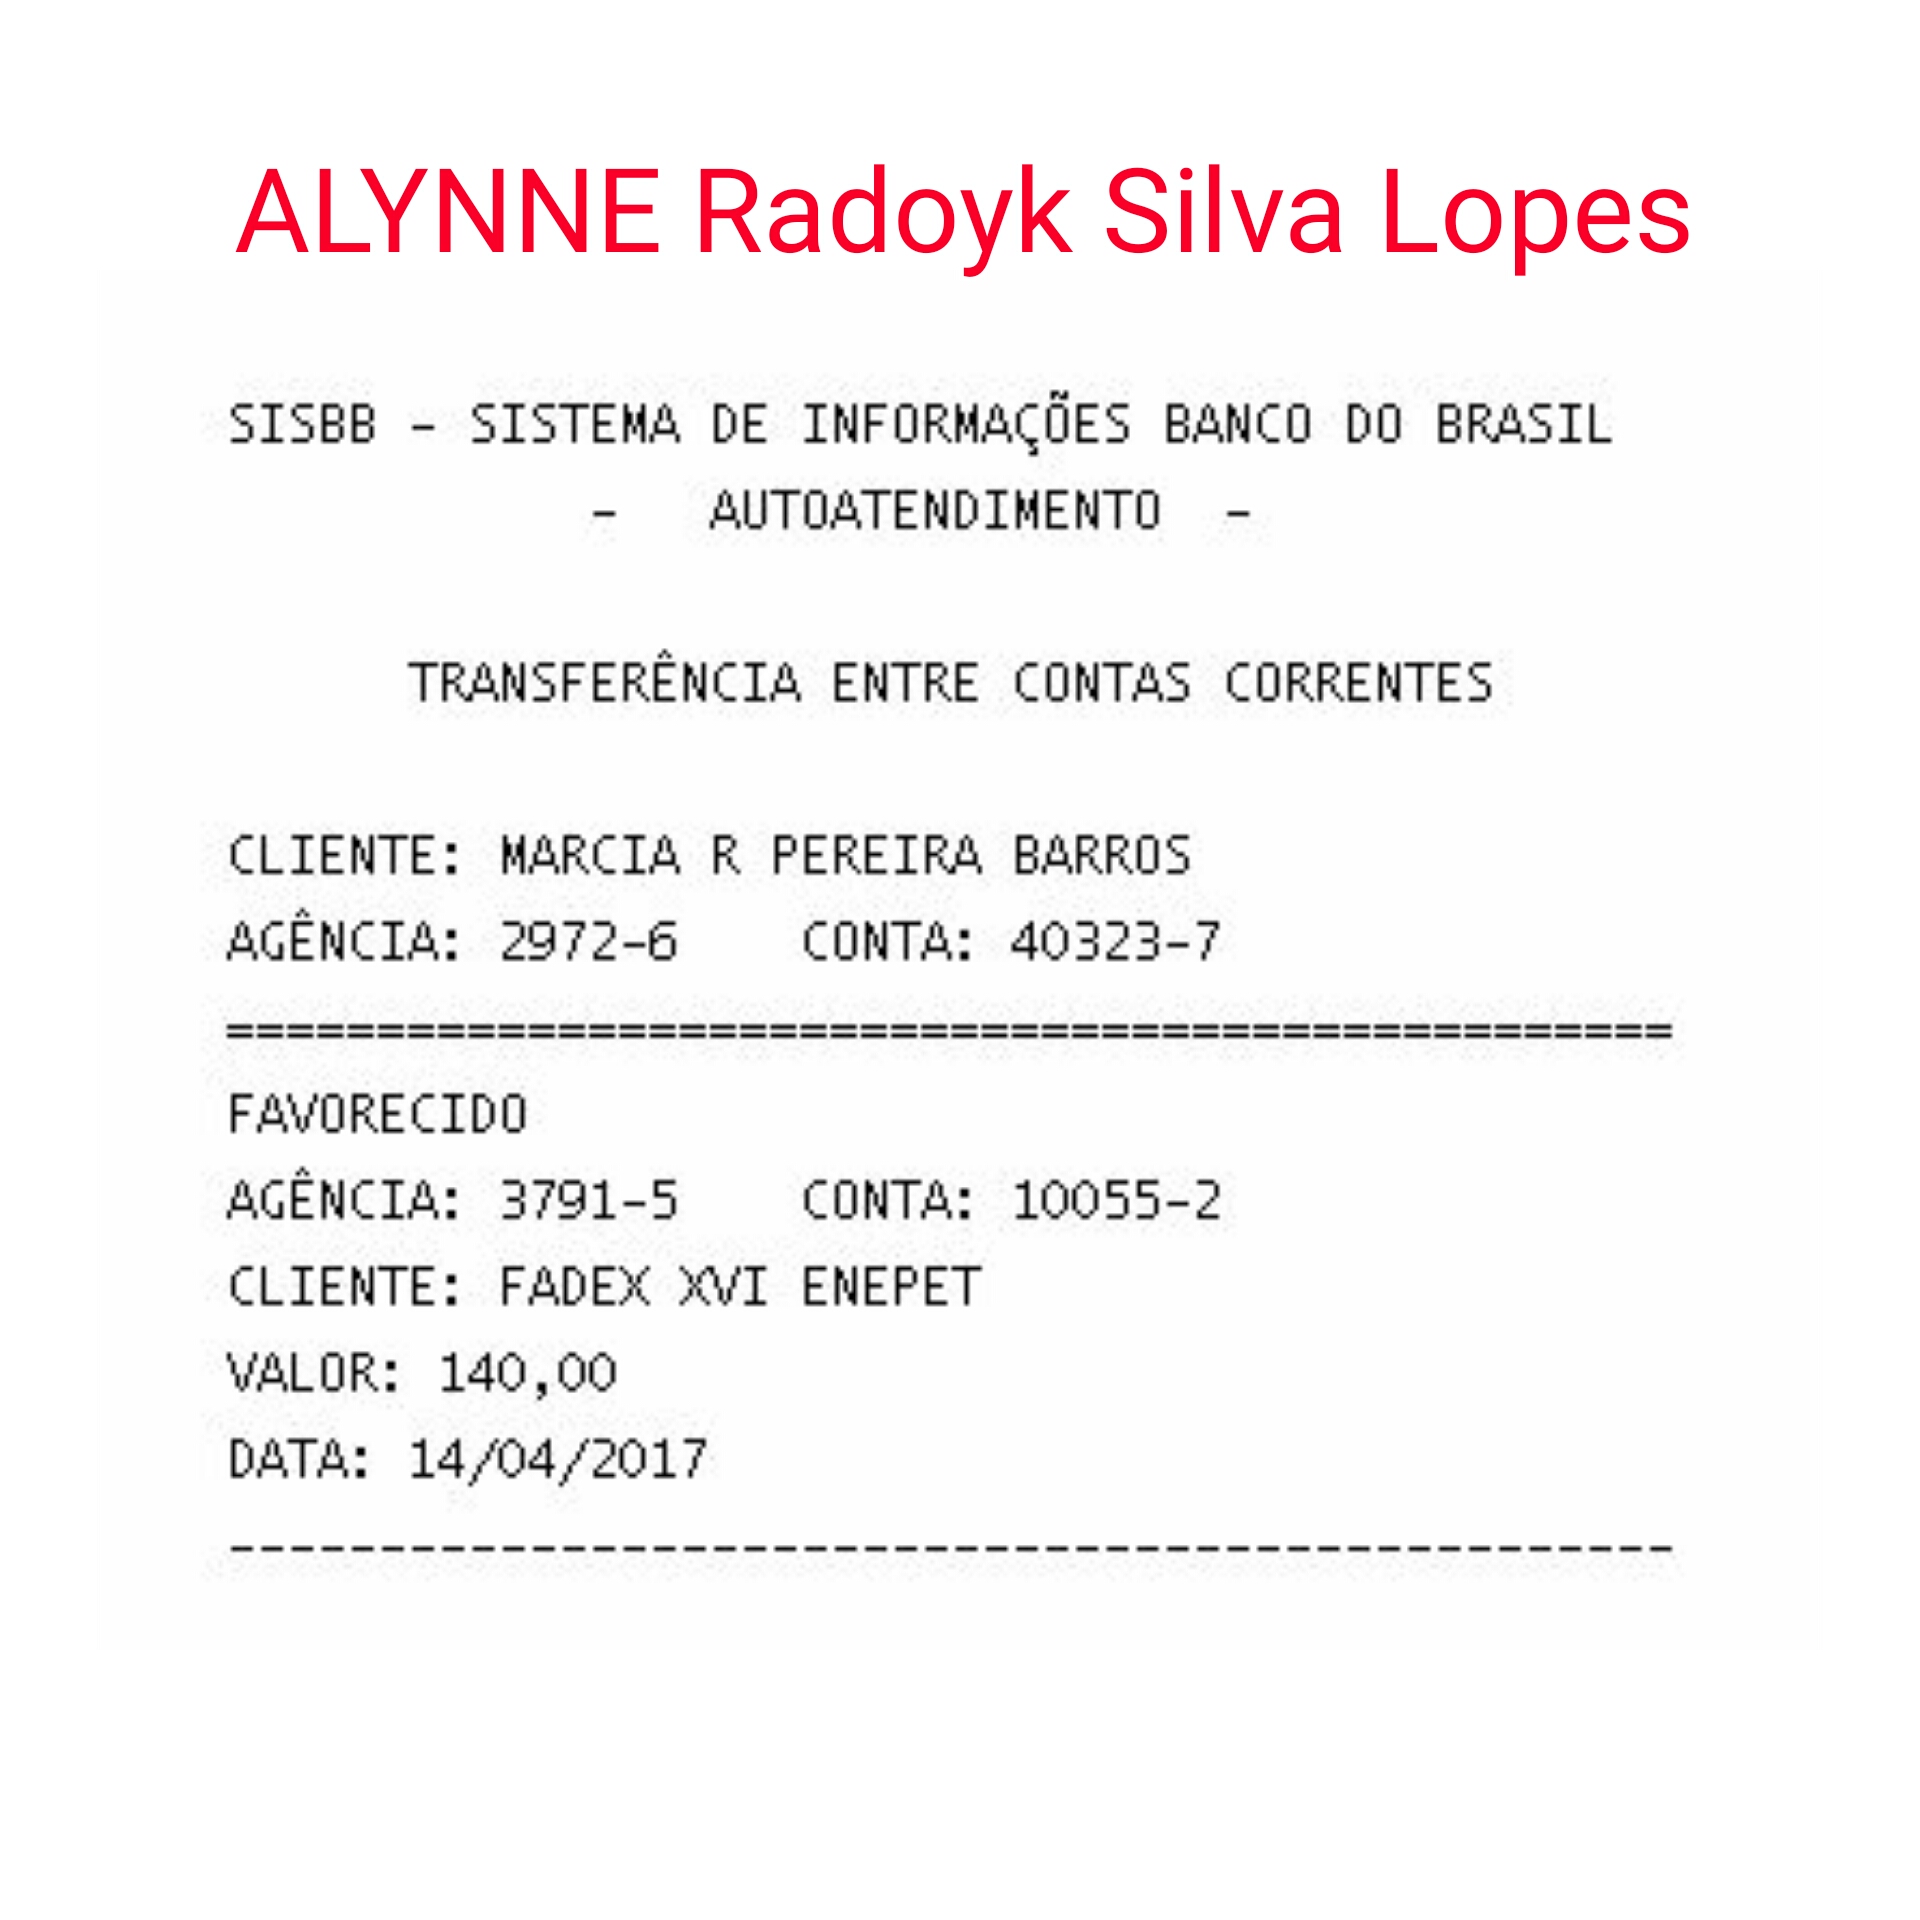 ALYNNE Radoyk Silva Lopes
SISBB - SISTEMA DE INFORMAÇÕES BANCO DO BRASIL
- AUTOATENDIMENTO -
TRANSFERÊNCIA ENTRE CONTAS CORRENTES
CLIENTE: MARCIA R PEREIRA BARROS
AGÊNCIA: 2972-6 CONTA: 40323-7
================================================
FAVORECIDO
AGÊNCIA: 3791-5 CONTA: 10055-2
CLIENTE: FADEX XVI ENEPET
VALOR: 140,00
DATA: 14/04/2017
------------------------------------------------